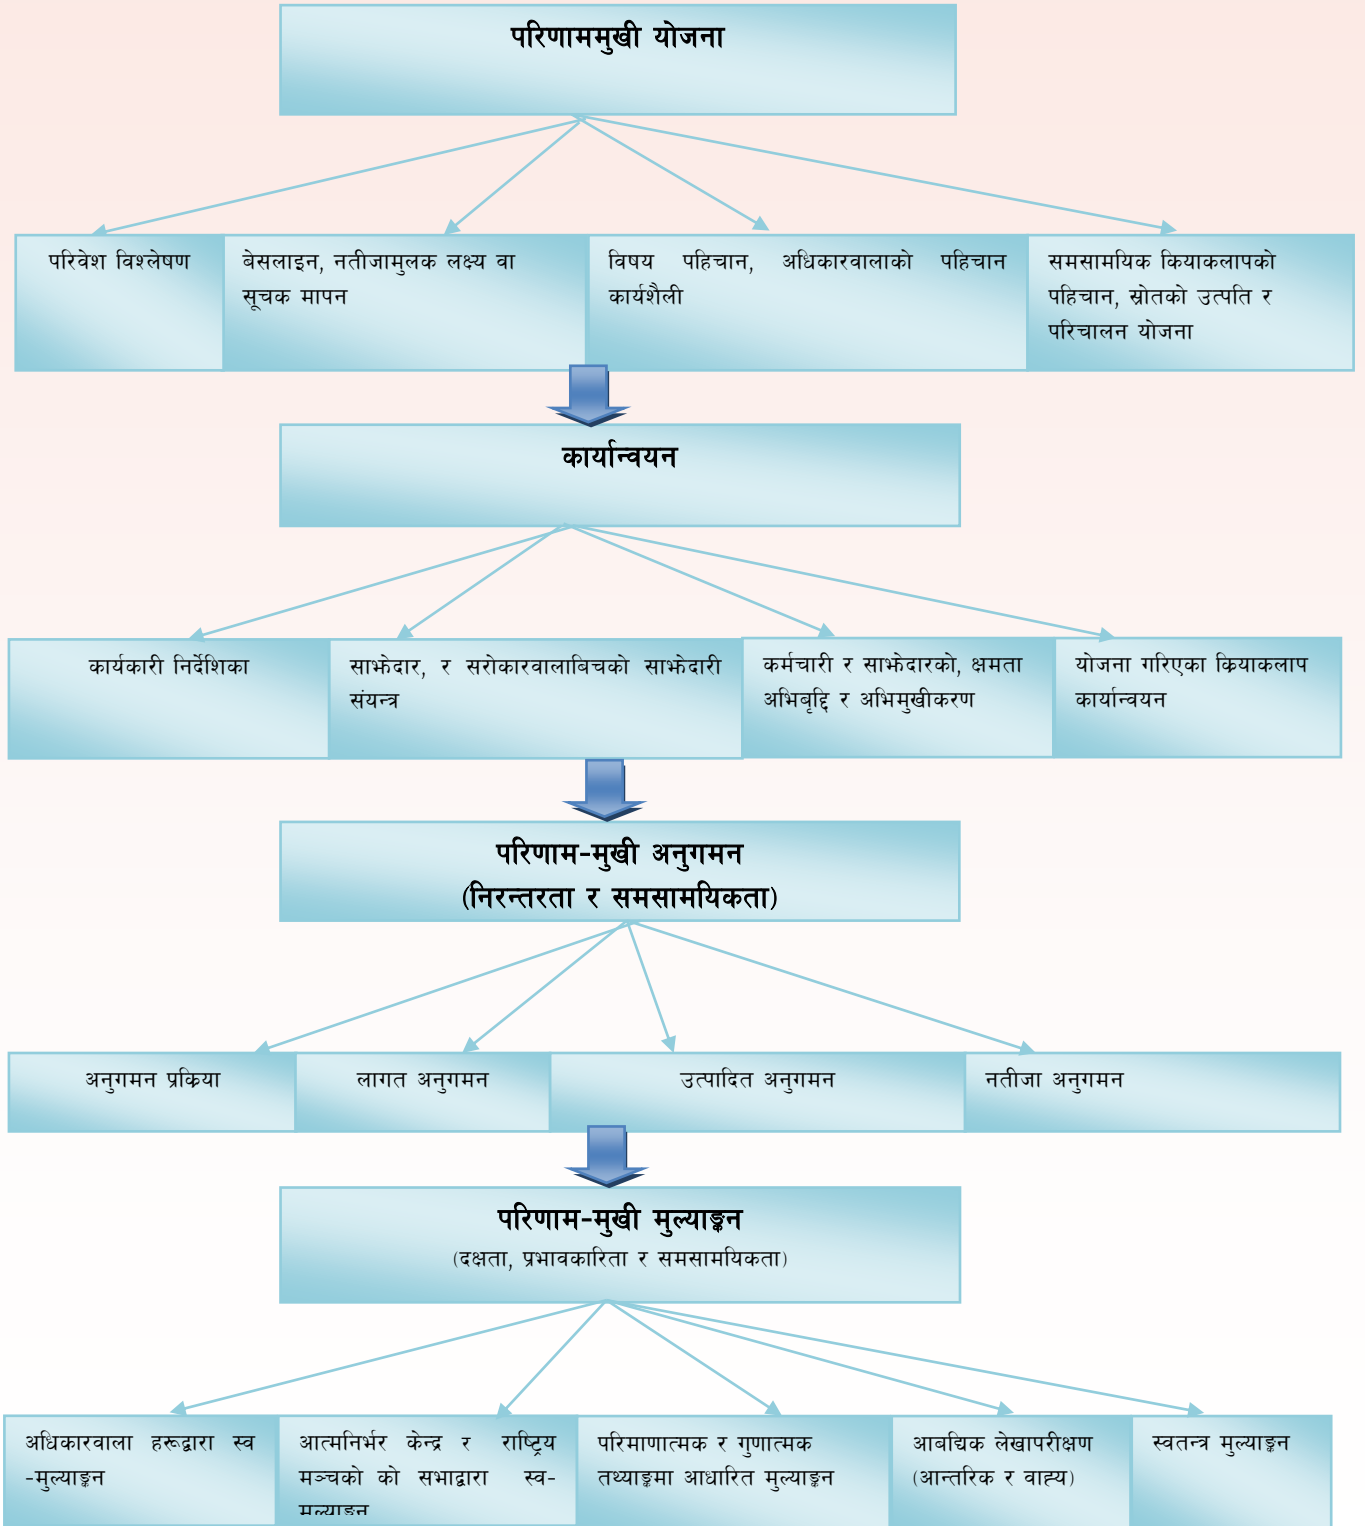 परिणाममुखी योजना
परिवेश विश्लेषण
बेसलाइन, नतीजामुलक लक्ष्य वा
सूचक मापन
विषय पहिचान, अधिकारवालाको पहिचान
कार्यशैली
समसामयिक कियाकलापको
पहिचान, स्रोतको उत्पति र
परिचालन योजना
कार्यान्वयन
कार्यकारी निर्देशिका
साझेदार, र सरोकारवालाबिचको साझेदारी
संयन्त्र
कर्मचारी र साझेदारको, क्षमता
अभिबृद्दि र अभिमुखीकरण
योजना गरिएका कियाकलाप
कार्यान्वयन
परिणाम-मुखी अनुगमन
(निरन्तरता र समसामयिकता)
अनुगमन प्रकिया
लागत अनुगमन
उत्पादित अनुगमन
नतीजा अनुगमन
परिणाम-मुखी मुल्याङ्कन
(दक्षता, प्रभावकारिता र समसामयिकता)
अधिकारवाला हरूद्वारा स्व
-मुल्याङ्कन
आत्मनिर्भर केन्द्र र राष्ट्रिय
मञ्चको को सभाद्वारा स्व-
मुल्याङ्कन
परिमाणात्मक र गुणात्मक
तथ्याङ्कमा आधारित मुल्याङ्कन
आबद्यिक लेखापरीक्षण
(आन्तरिक र वाह्य)
स्वतन्त्र मुल्याङ्कन